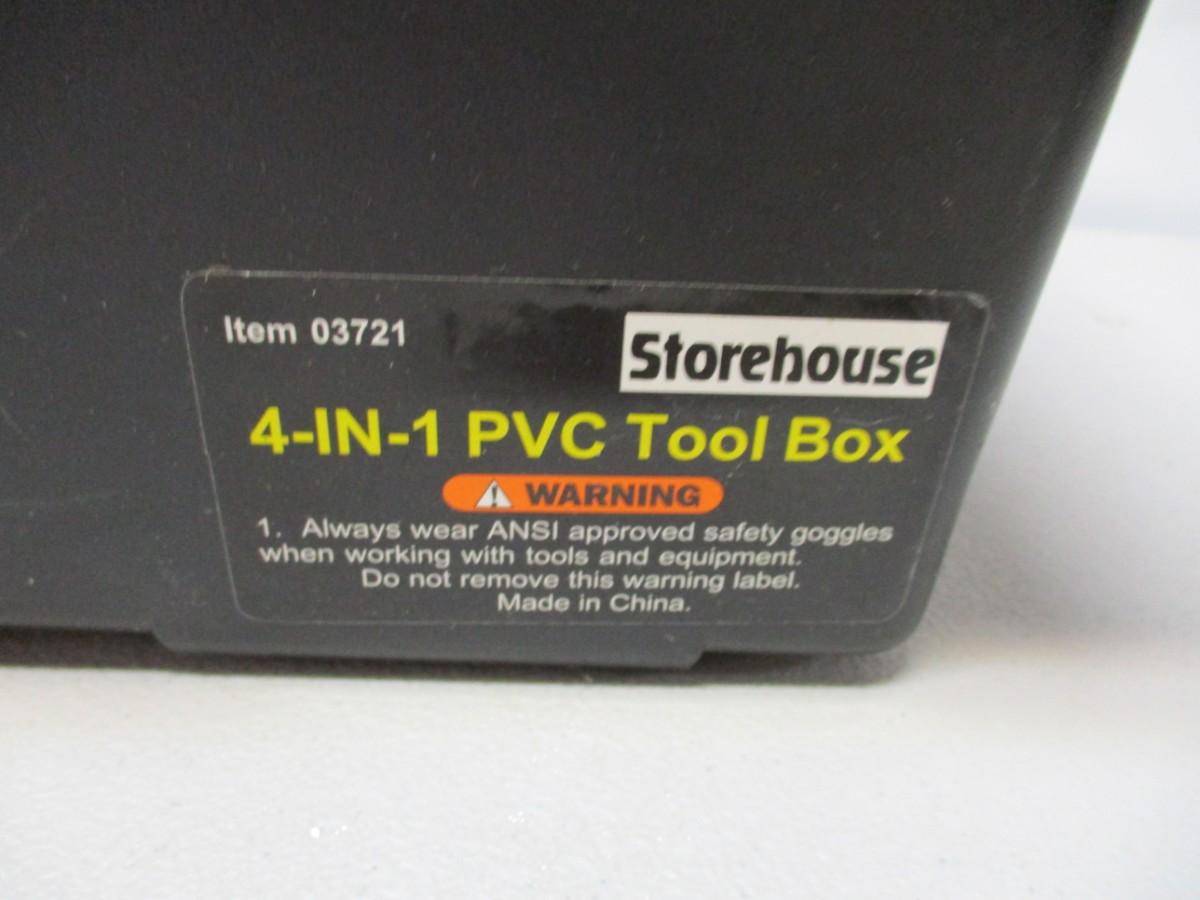 Item 03721
Storehouse
4-IN-1 PVC Tool Box
WARNING
1. Always wear ANSI approved safety goggles
when working with tools and equipment.
Do not remove this warning label.
Made in China.